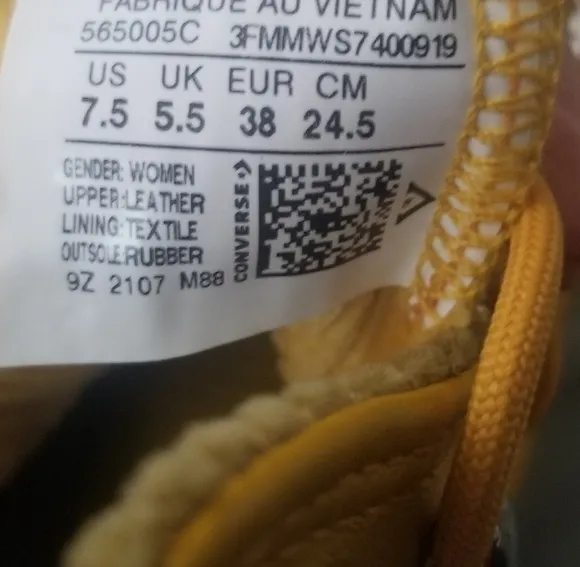 FABRIQUE AU VIETNAM
565005C 3FMMWS7400919
US UK EUR CM
7.5 5.5 38 24.5
GENDER: WOMEN
UPPER:LEATHER
LINING:TEXTILE
OUTSOLE:RUBBER
9Z 2107 M88
CONVERSE